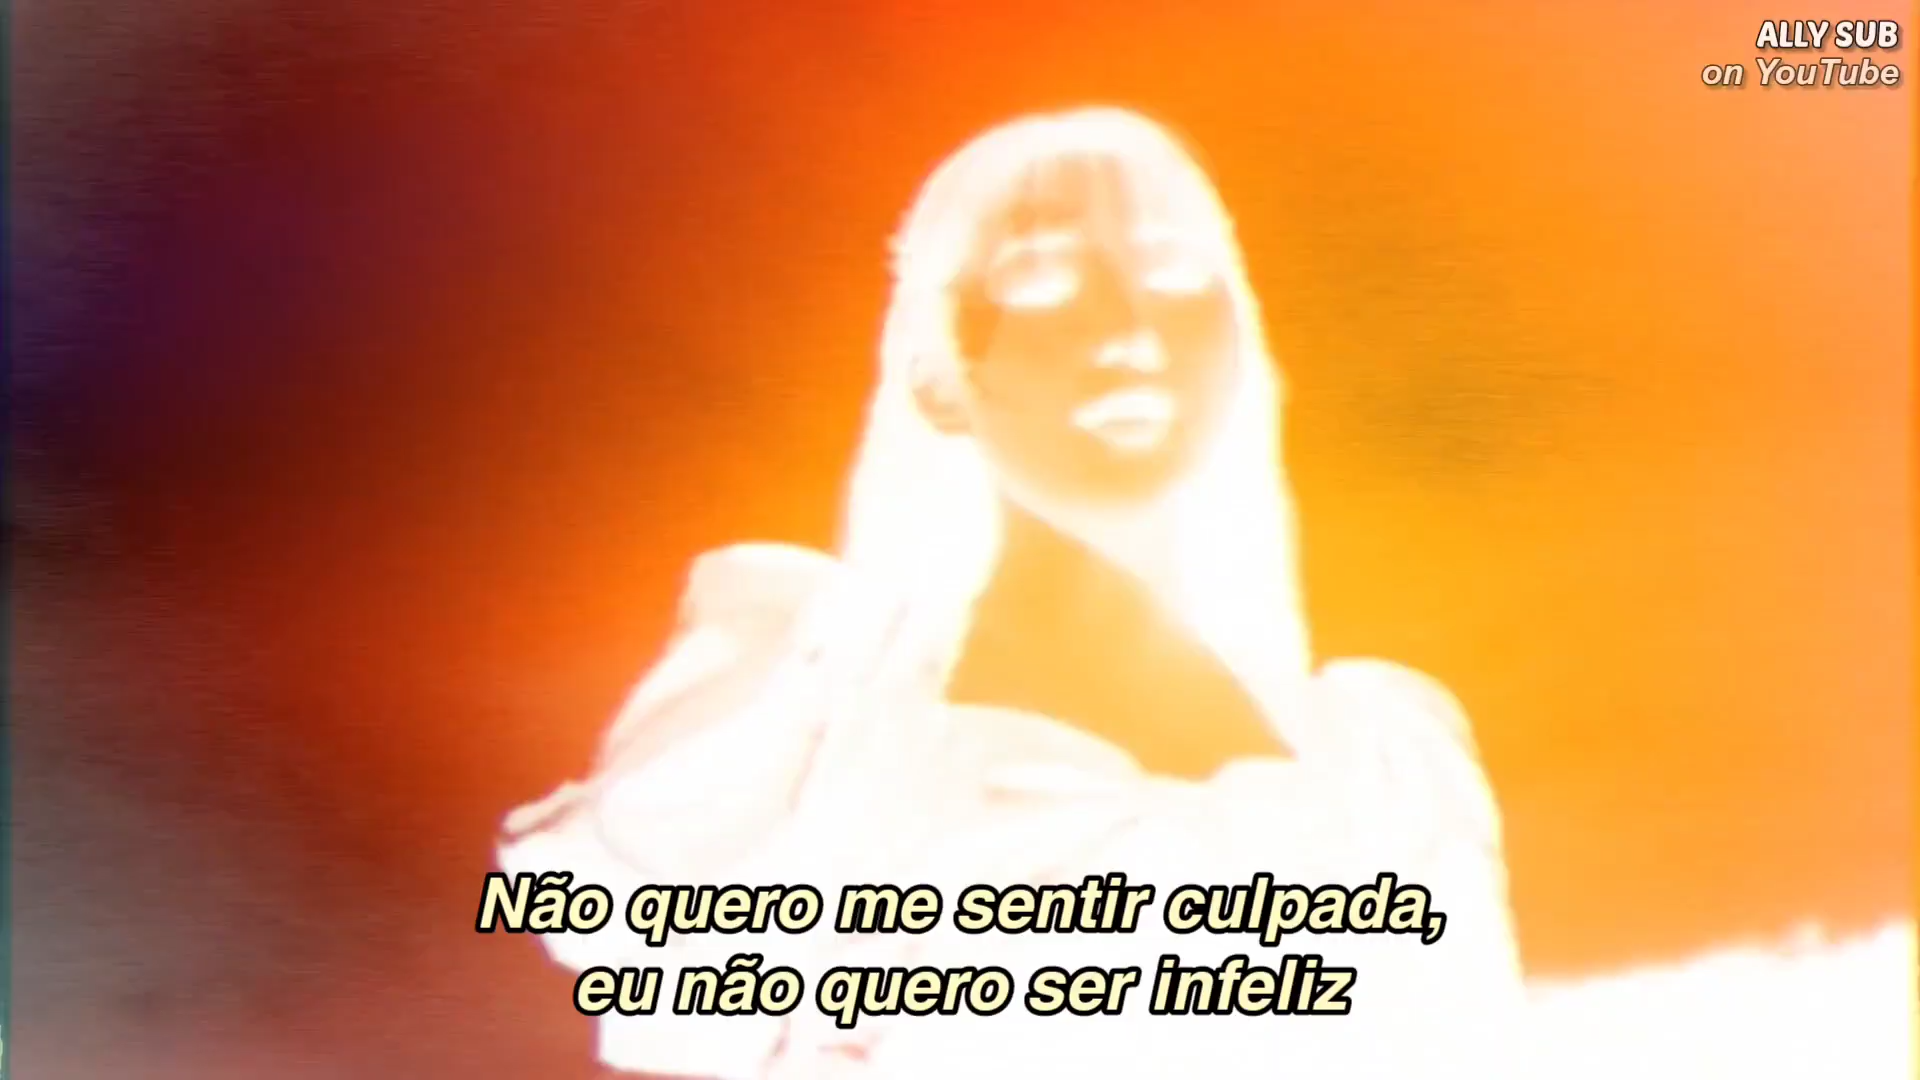 ALLY SUB
on YouTube
Não quero me sentir culpada,
eu não quero ser infeliz